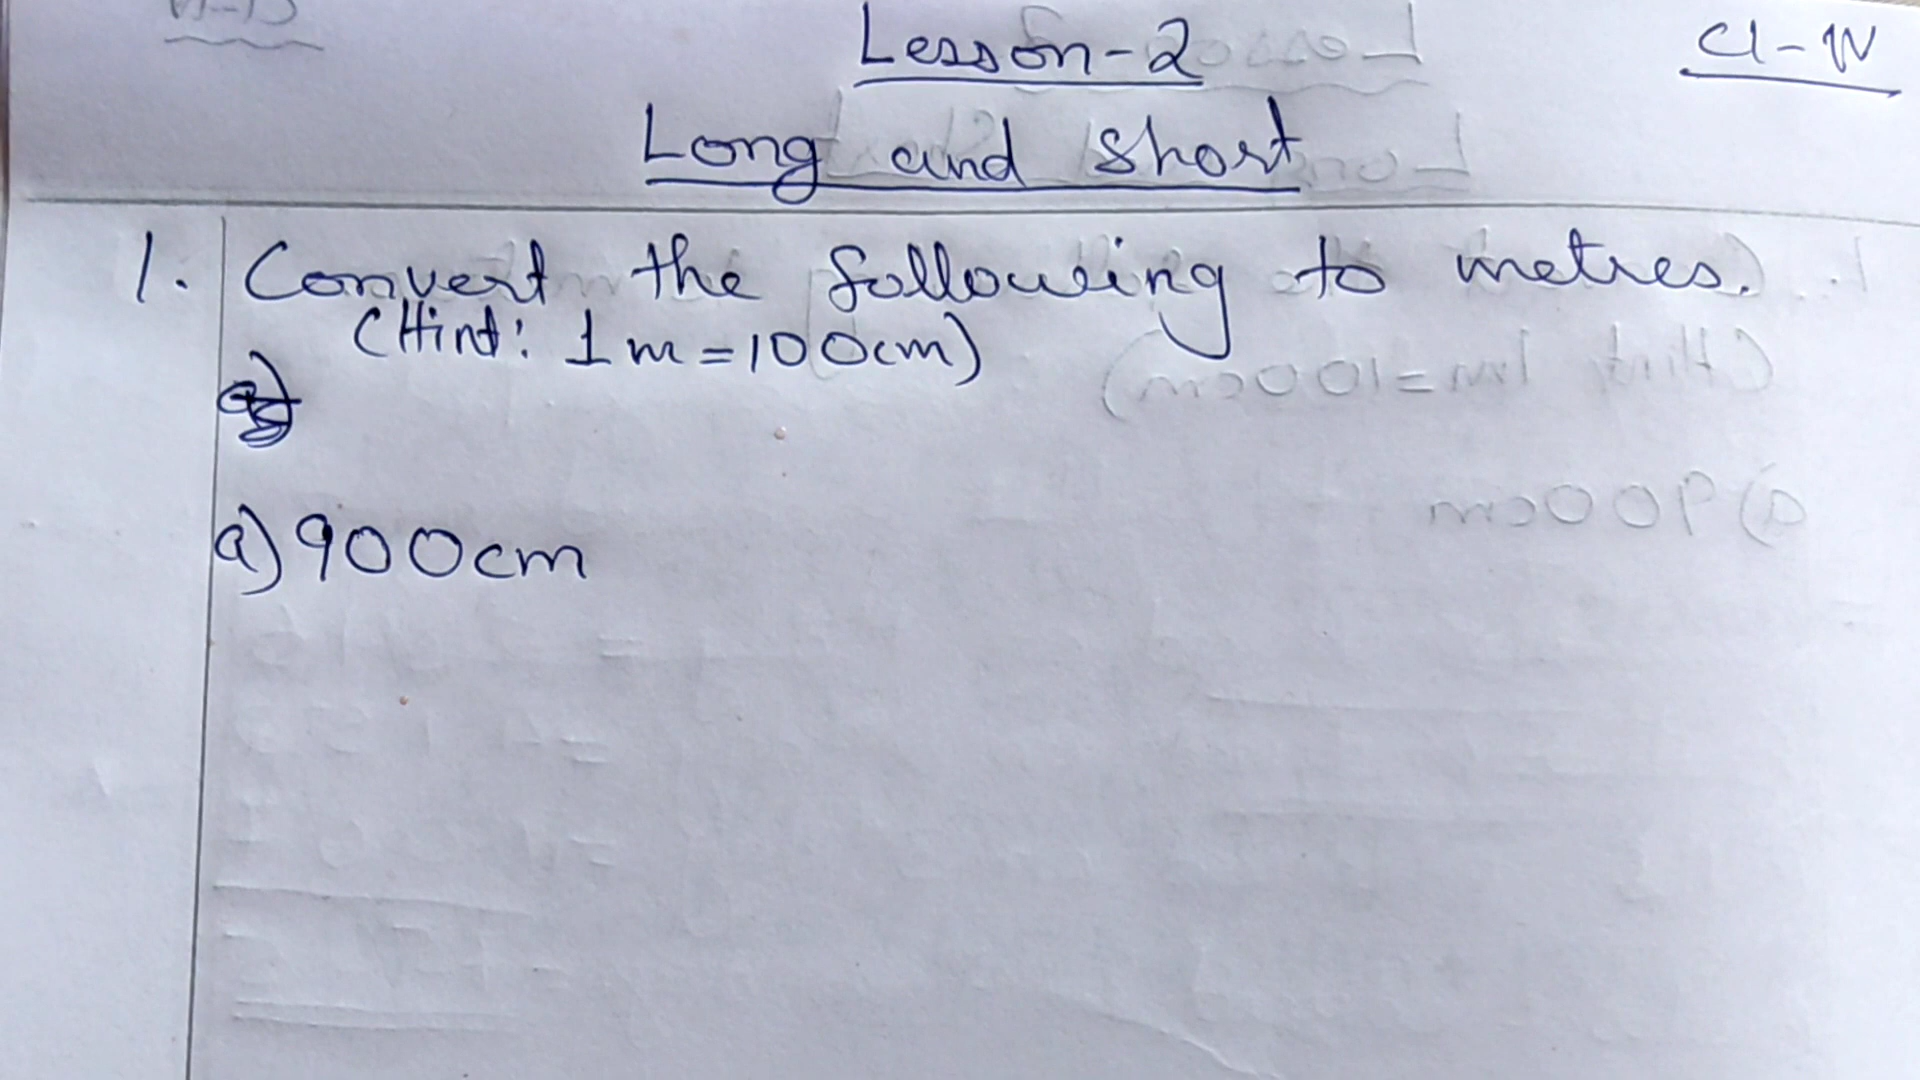 Lesson-2
Cl-IV
Long and Short
1. Convert the following to metres.
(Hint: 1m=100cm)
a) 900cm